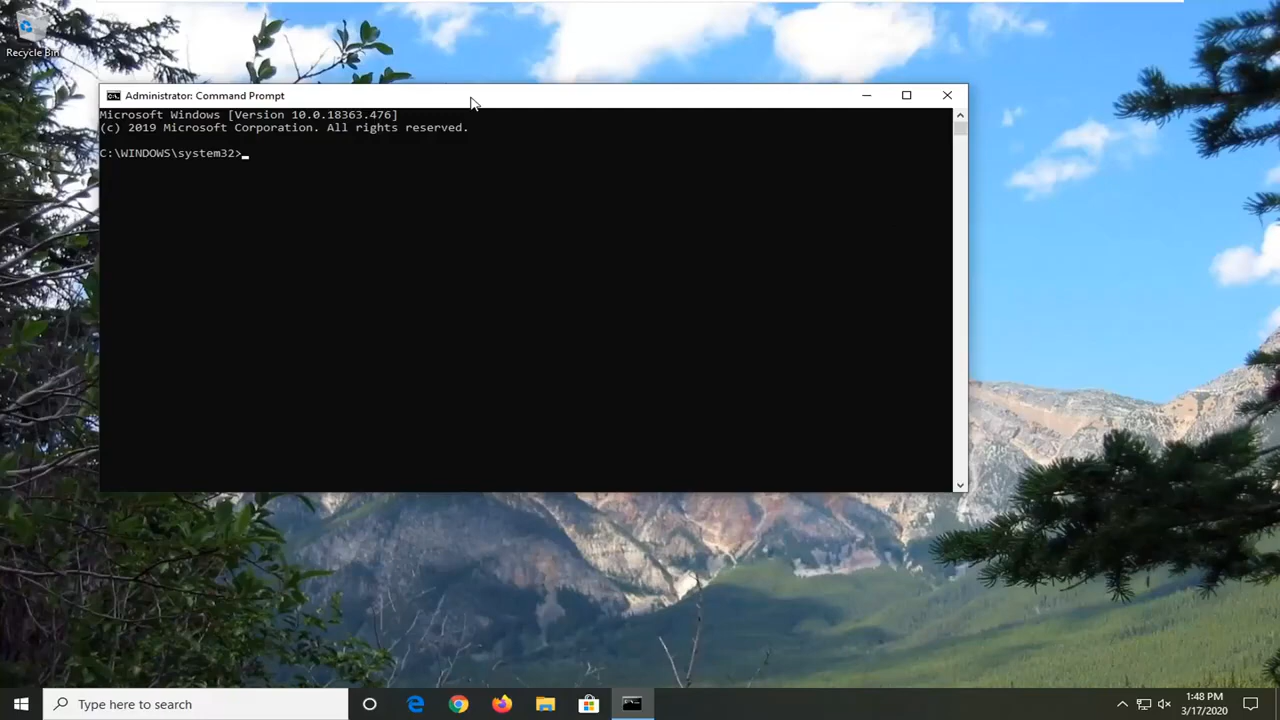 Recycle Bin
Administrator: Command Prompt
Microsoft Windows [Version 10.0.18363.476]
(c) 2019 Microsoft Corporation. All rights reserved.
C:\WINDOWS\system32>
Type here to search
1:48 PM
3/17/2020